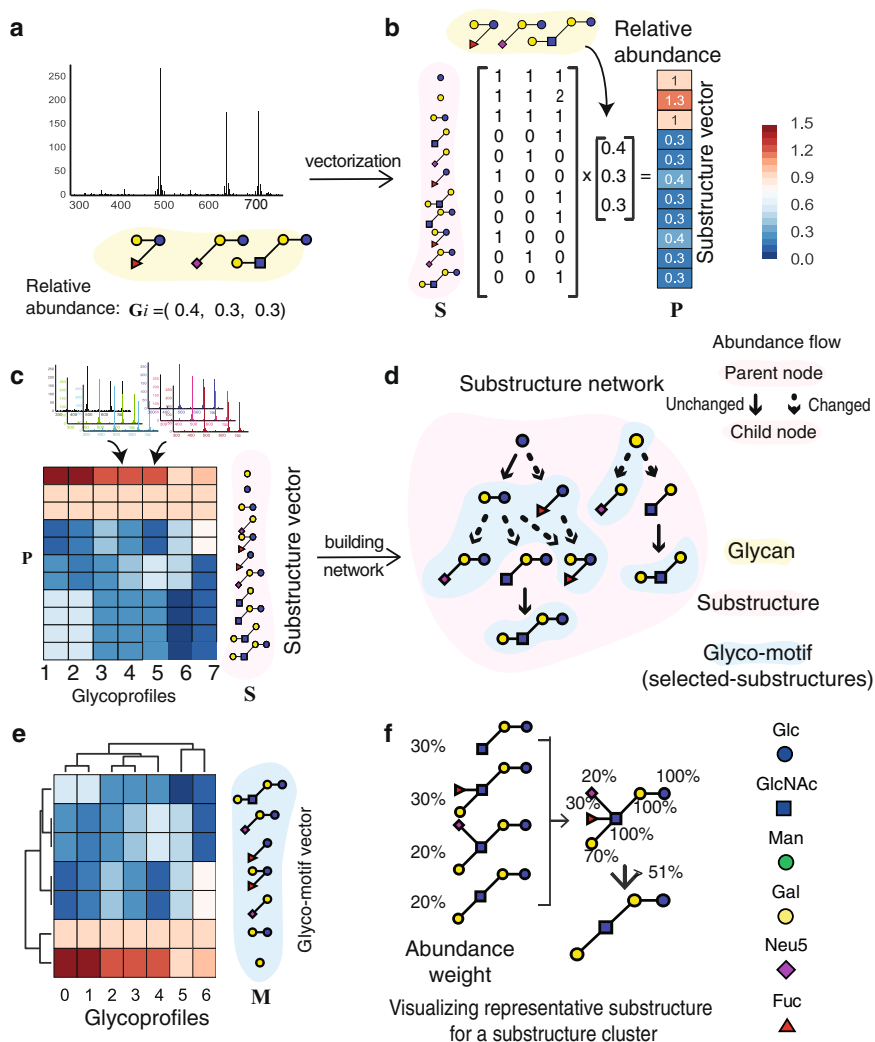 a
250
200
150
100
50
0
300 400 500 600 700
vectorization
Relative
abundance: Gi =( 0.4, 0.3, 0.3)
b
Relative
abundance
1 1 1
1 1 2
1 1 1
0 0 1
0 1 0
1 0 0
0 0 1
0 0 1
1 0 0
0 1 0
0 0 1
x
0.4
0.3
0.3
=
1
1.3
1
0.3
0.3
0.4
0.3
0.3
0.4
0.3
0.3
Substructure vector
S
P
1.5
1.2
0.9
0.6
0.3
0.0
c
P
1 2 3 4 5 6 7
Glycoprofiles
S
Substructure vector
building
network
d
Substructure network
Abundance flow
Parent node
Unchanged
Changed
Child node
Glycan
Substructure
Glyco-motif
(selected-substructures)
e
0 1 2 3 4 5 6
Glycoprofiles
M
Glyco-motif vector
f
30%
30%
20%
20%
Abundance
weight
20%
100%
30%
100%
100%
70%
> 51%
Visualizing representative substructure
for a substructure cluster
Glc
GlcNAc
Man
Gal
Neu5
Fuc